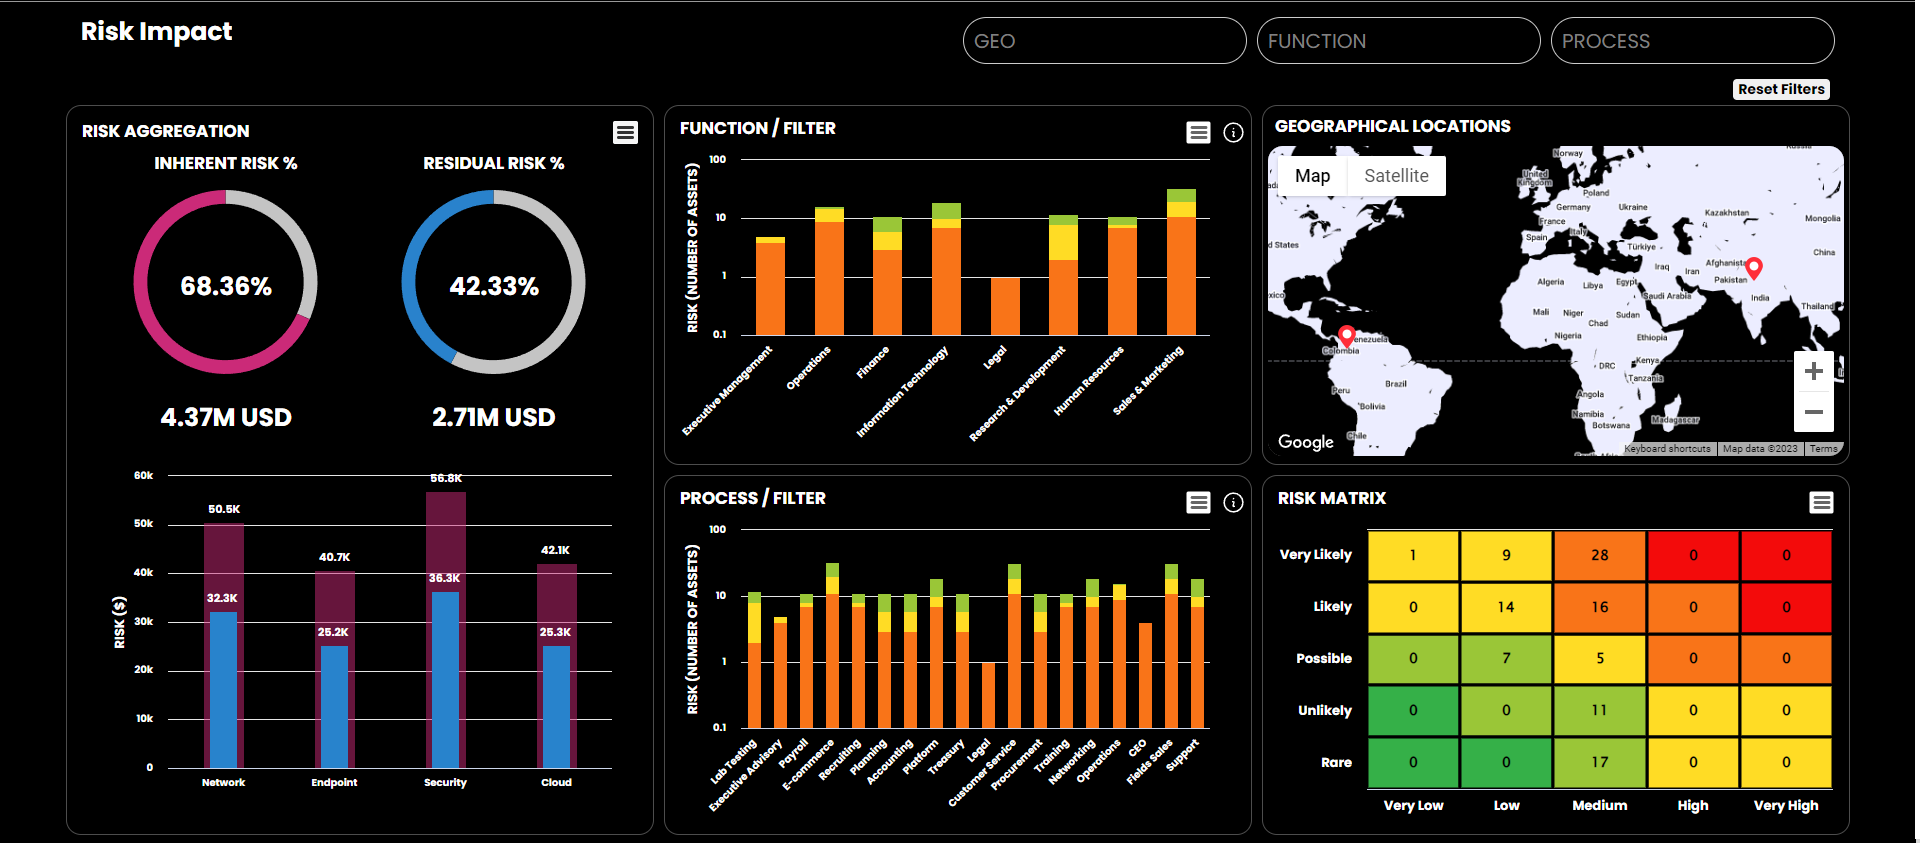 Risk Impact
GEO
FUNCTION
PROCESS
Reset Filters
RISK AGGREGATION
INHERENT RISK %
RESIDUAL RISK %
68.36%
42.33%
4.37M USD
2.71M USD
RISK ($)
60k
50k
40k
30k
20k
10k
0
50.5K
32.3K
40.7K
25.2K
56.8K
36.3K
42.1K
25.3K
Network
Endpoint
Security
Cloud
FUNCTION / FILTER
RISK (NUMBER OF ASSETS)
100
10
1
0.1
Executive Management
Operations
Finance
Information Technology
Legal
Research & Development
Human Resources
Sales & Marketing
GEOGRAPHICAL LOCATIONS
Map
Satellite
Norway
United
Kingdom
Poland
Germany
Ukraine
France
Italy
Spain
Türkiye
Kazakhstan
Mongolia
China
Iraq
Iran
Pakistan
India
Thailand
Algeria
Libya
Egypt
Saudi Arabia
Mali
Niger
Chad
Sudan
Nigeria
Ethiopia
DRC
Kenya
Tanzania
Angola
Namibia
Botswana
Madagascar
d States
Colombia
Peru
Brazil
Bolivia
Chile
Google
Keyboard shortcuts
Map data ©2023
Terms
PROCESS / FILTER
RISK (NUMBER OF ASSETS)
100
10
1
0.1
Lab Testing
Executive Advisory
Payroll
E-commerce
Recruiting
Planning
Accounting
Platform
Treasury
Legal
Customer Service
Procurement
Training
Networking
Operations
CEO
Fields Sales
Support
RISK MATRIX
Very Likely 1 9 28 0 0
Likely 0 14 16 0 0
Possible 0 7 5 0 0
Unlikely 0 0 11 0 0
Rare 0 0 17 0 0
Very Low Low Medium High Very High